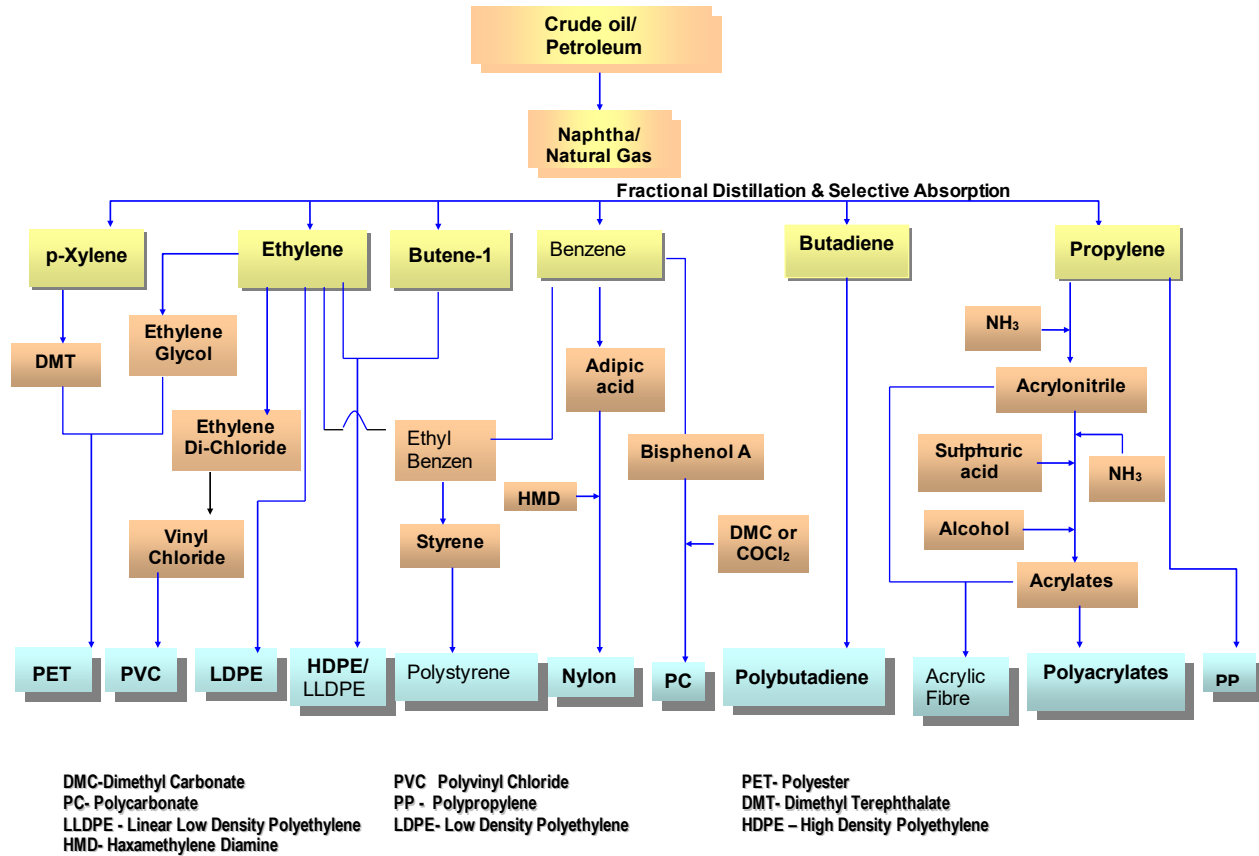 Crude oil/
Petroleum
Naphtha/
Natural Gas
Fractional Distillation & Selective Absorption
p-Xylene
Ethylene
Butene-1
Benzene
Butadiene
Propylene
Ethylene
Glycol
NH₃
DMT
Adipic
acid
Acrylonitrile
Ethylene
Di-Chloride
Ethyl
Benzen
Bisphenol A
Sulphuric
acid
NH₃
HMD
Vinyl
Chloride
Styrene
DMC or
COCl₂
Alcohol
Acrylates
PET
PVC
LDPE
HDPE/
LLDPE
Polystyrene
Nylon
PC
Polybutadiene
Acrylic
Fibre
Polyacrylates
PP
DMC-Dimethyl Carbonate
PC- Polycarbonate
LLDPE - Linear Low Density Polyethylene
HMD- Haxamethylene Diamine
PVC Polyvinyl Chloride
PP - Polypropylene
LDPE- Low Density Polyethylene
PET- Polyester
DMT- Dimethyl Terephthalate
HDPE – High Density Polyethylene